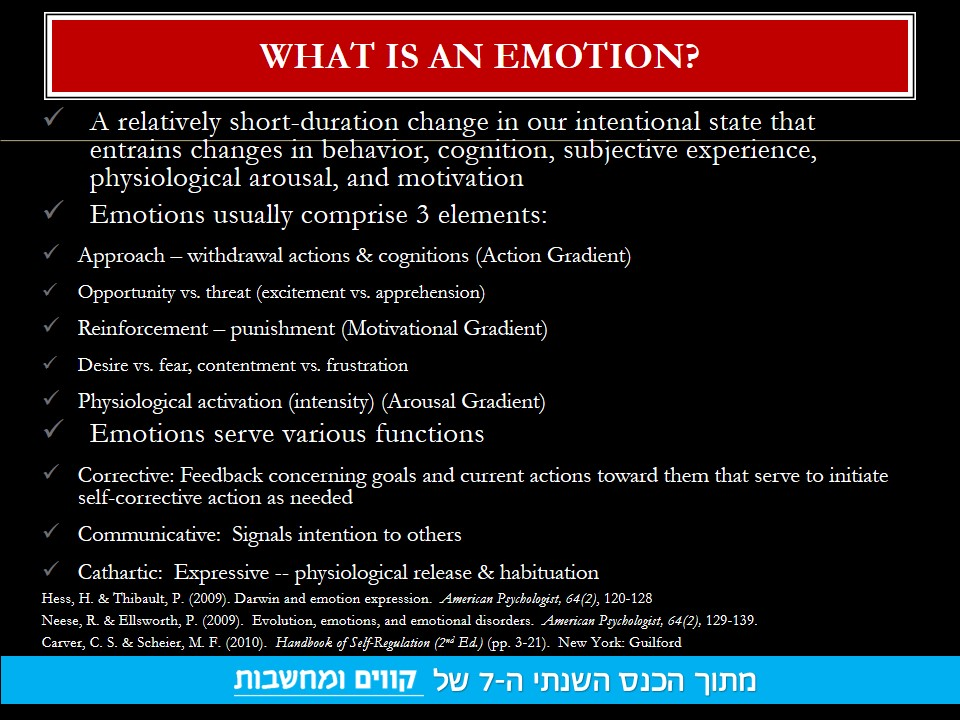 WHAT IS AN EMOTION?
A relatively short-duration change in our intentional state that
entrains changes in behavior, cognition, subjective experience,
physiological arousal, and motivation
Emotions usually comprise 3 elements:
Approach – withdrawal actions & cognitions (Action Gradient)
Opportunity vs. threat (excitement vs. apprehension)
Reinforcement – punishment (Motivational Gradient)
Desire vs. fear, contentment vs. frustration
Physiological activation (intensity) (Arousal Gradient)
Emotions serve various functions
Corrective: Feedback concerning goals and current actions toward them that serve to initiate
self-corrective action as needed
Communicative:  Signals intention to others
Cathartic:  Expressive -- physiological release & habituation
Hess, H. & Thibault, P. (2009). Darwin and emotion expression.  American Psychologist, 64(2), 120-128
Neese, R. & Ellsworth, P. (2009).  Evolution, emotions, and emotional disorders.  American Psychologist, 64(2), 129-139.
Carver, C. S. & Scheier, M. F. (2010).  Handbook of Self-Regulation (2nd Ed.) (pp. 3-21).  New York: Guilford
מתוך הכנס השנתי ה-7 של קווים ומחשבות